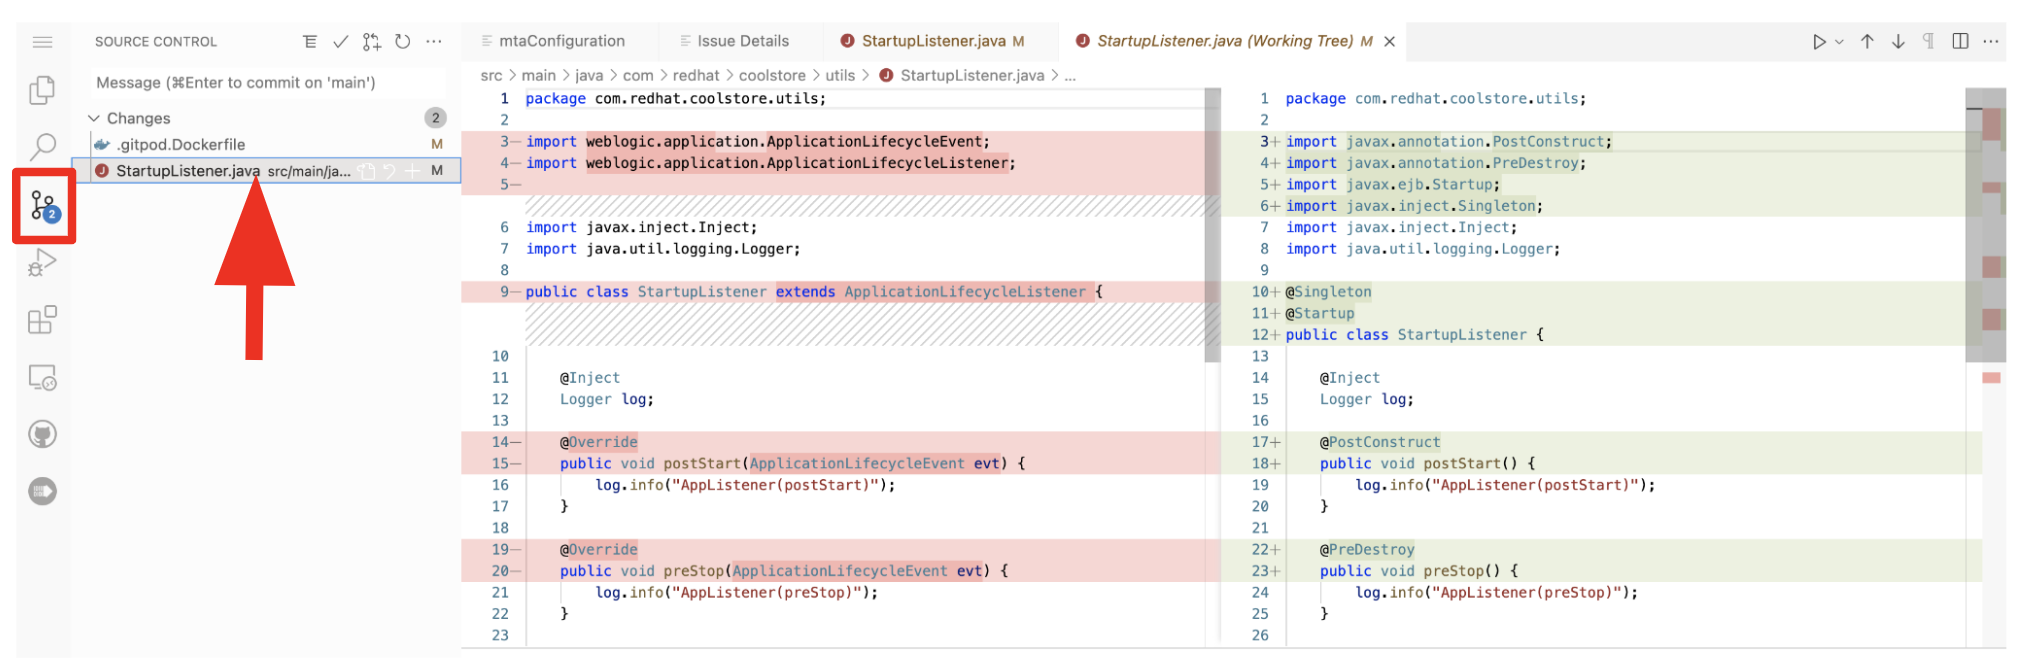 SOURCE CONTROL
mtaConfiguration
Issue Details
StartupListener.java M
StartupListener.java (Working Tree) M
Message (⌘Enter to commit on 'main')
Changes 2
.gitpod.Dockerfile M
StartupListener.java src/main/ja... M
2
src > main > java > com > redhat > coolstore > utils > StartupListener.java > ...
1 package com.redhat.coolstore.utils;
2
3— import weblogic.application.ApplicationLifecycleEvent;
4— import weblogic.application.ApplicationLifecycleListener;
5—
6 import javax.inject.Inject;
7 import java.util.logging.Logger;
8
9— public class StartupListener extends ApplicationLifecycleListener {
10
11 @Inject
12 Logger log;
13
14— @Override
15— public void postStart(ApplicationLifecycleEvent evt) {
16 log.info("AppListener(postStart)");
17 }
18
19— @Override
20— public void preStop(ApplicationLifecycleEvent evt) {
21 log.info("AppListener(preStop)");
22 }
23
1 package com.redhat.coolstore.utils;
2
3+ import javax.annotation.PostConstruct;
4+ import javax.annotation.PreDestroy;
5+ import javax.ejb.Startup;
6+ import javax.inject.Singleton;
7 import javax.inject.Inject;
8 import java.util.logging.Logger;
9
10+ @Singleton
11+ @Startup
12+ public class StartupListener {
13
14 @Inject
15 Logger log;
16
17+ @PostConstruct
18+ public void postStart() {
19 log.info("AppListener(postStart)");
20 }
21
22+ @PreDestroy
23+ public void preStop() {
24 log.info("AppListener(preStop)");
25 }
26